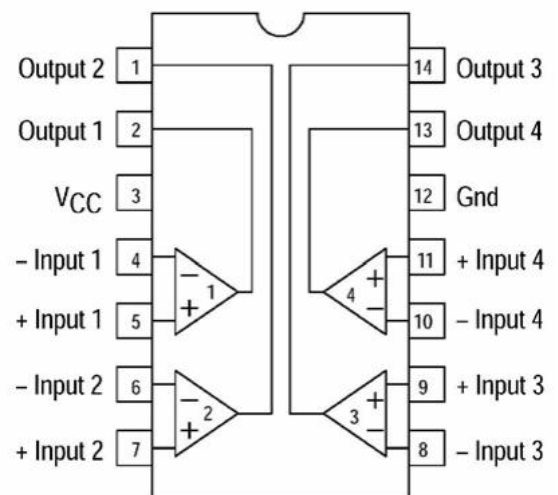 Output 2 1 14 Output 3
Output 1 2 13 Output 4
VCC 3 12 Gnd
– Input 1 4 – 1 + 4 11 + Input 4
+ Input 1 5 + – 10 – Input 4
– Input 2 6 – 2 + 3 9 + Input 3
+ Input 2 7 + – 8 – Input 3